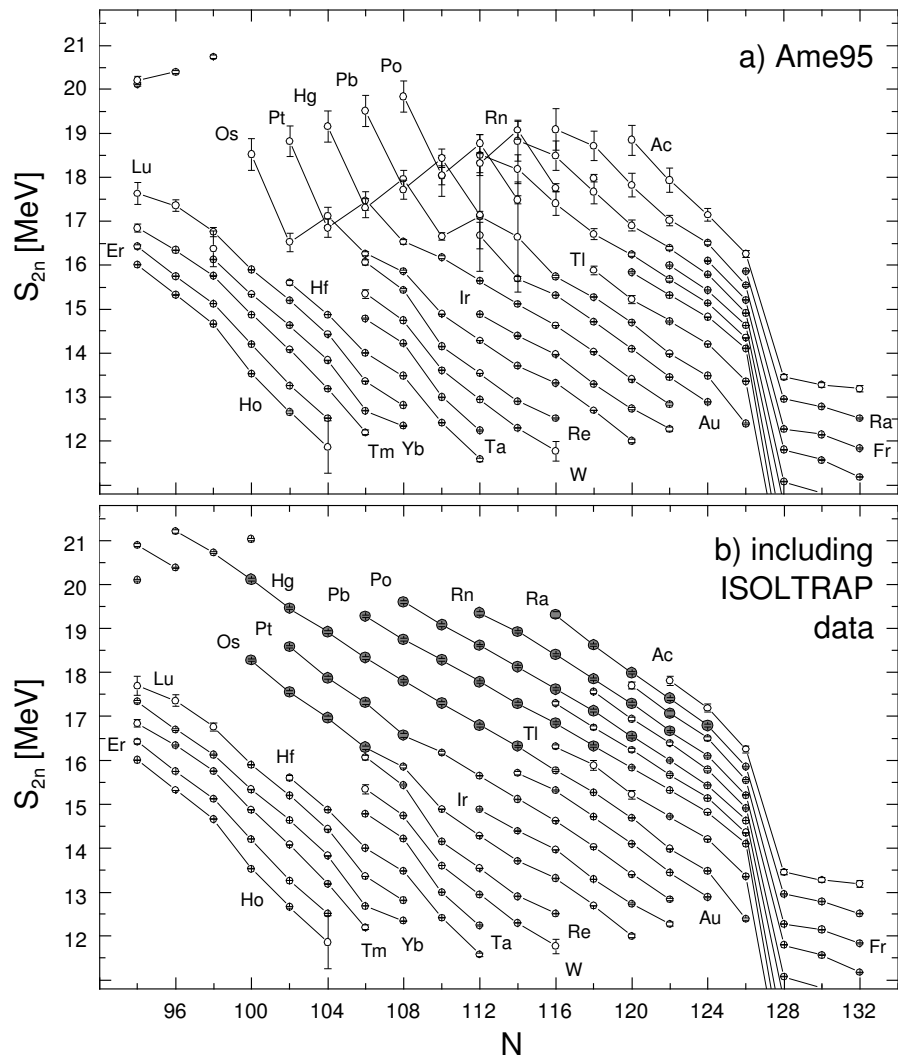 a) Ame95
S2n [MeV]
21
20
19
18
17
16
15
14
13
12
Po
Pb
Hg
Pt
Os
Rn
Ac
Lu
Er
Tl
Hf
Ir
Ho
Tm
Yb
Ta
Re
W
Au
Ra
Fr
b) including
ISOLTRAP
data
S2n [MeV]
21
20
19
18
17
16
15
14
13
12
Hg
Pb
Po
Rn
Ra
Pt
Os
Ac
Lu
Er
Tl
Hf
Ir
Ho
Tm
Yb
Ta
Re
W
Au
Fr
96 100 104 108 112 116 120 124 128 132
N